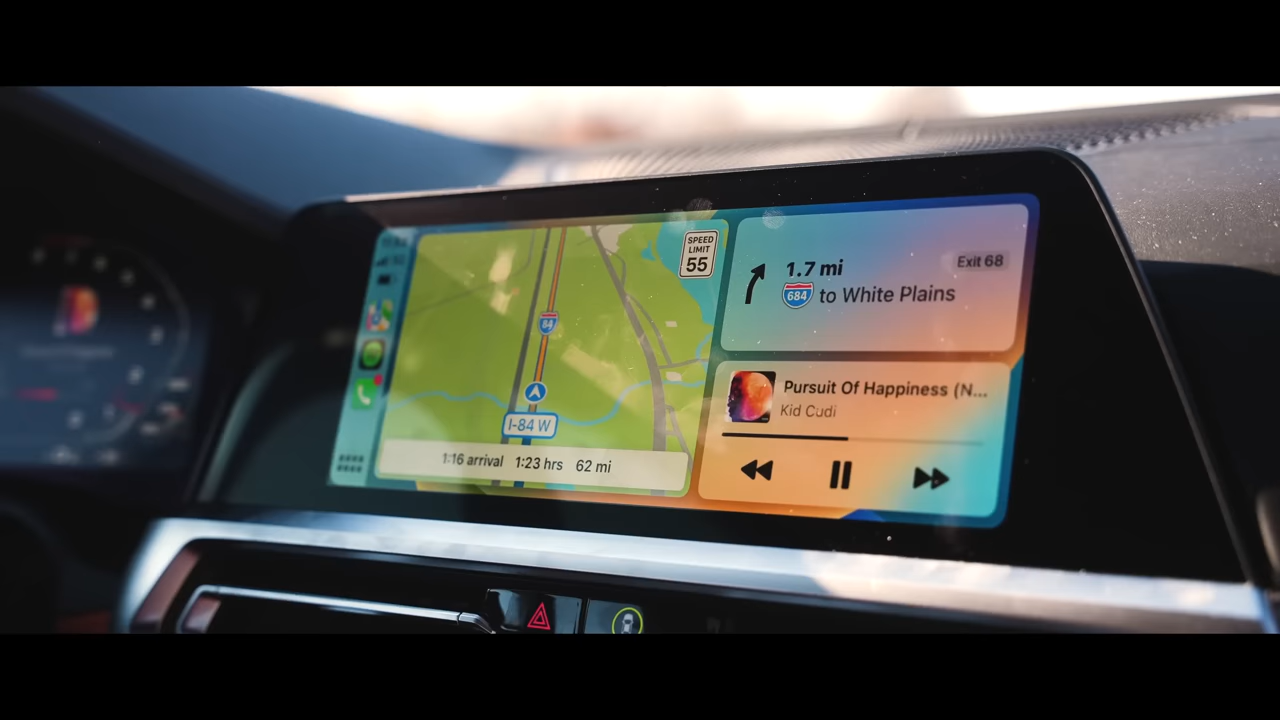 SPEED
LIMIT
55
84
I-84 W
1:16 arrival 1:23 hrs 62 mi
1.7 mi
Exit 68
684 to White Plains
Pursuit Of Happiness (N...
Kid Cudi